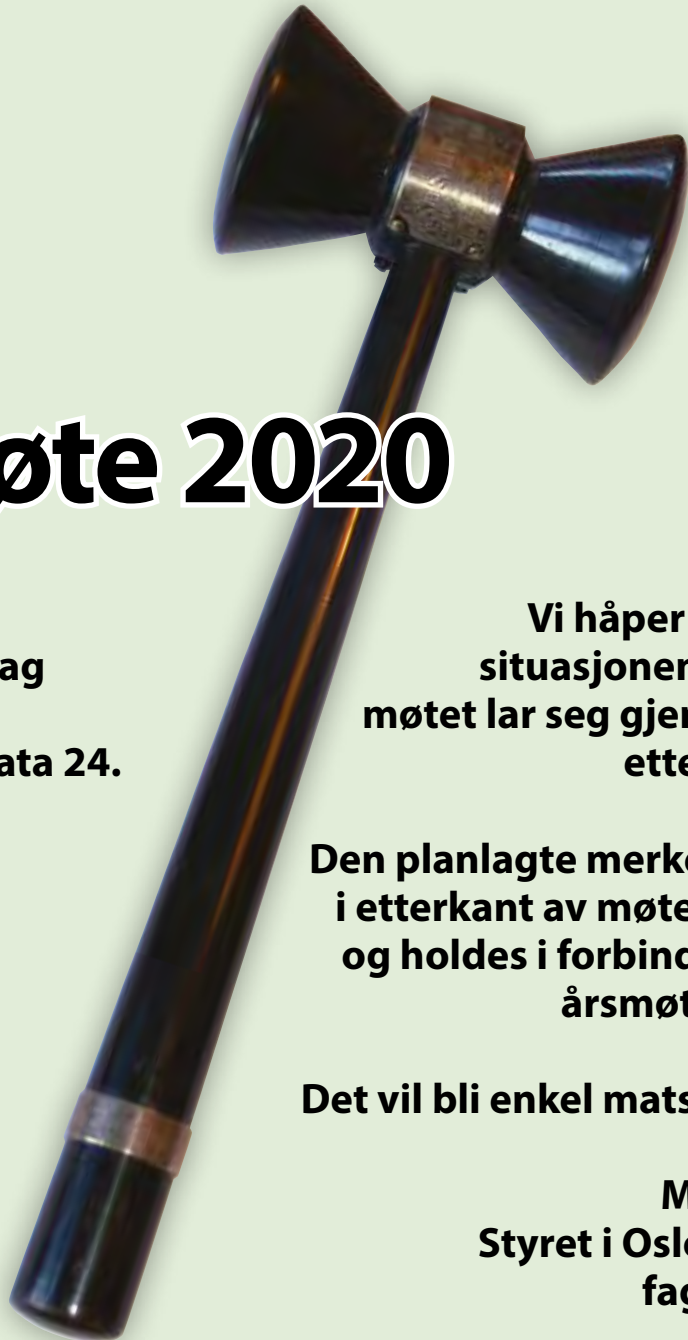 øte 2020
ag
ata 24.
Vi håper
situasjonen
møtet lar seg gjen
ette
Den planlagte merke
i etterkant av møte
og holdes i forbind
årsmøt
Det vil bli enkel mats
M
Styret i Oslo
fag